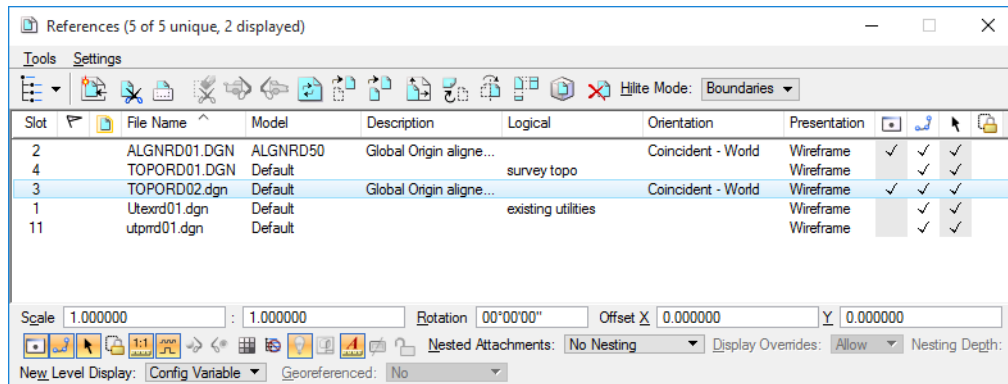 References (5 of 5 unique, 2 displayed)
Tools Settings
Hilite Mode: Boundaries
Slot File Name Model Description Logical Orientation Presentation
2 ALGNRD01.DGN ALGNRD50 Global Origin aligne... Coincident - World Wireframe
4 TOPORD01.DGN Default survey topo Wireframe
3 TOPORD02.dgn Default Global Origin aligne... Coincident - World Wireframe
1 Utexrd01.dgn Default existing utilities Wireframe
11 utprrd01.dgn Default Wireframe
Scale 1.000000 : 1.000000 Rotation 00°00'00" Offset X 0.000000 Y 0.000000
1:1 A Nested Attachments: No Nesting Display Overrides: Allow Nesting Depth:
New Level Display: Config Variable Georeferenced: No